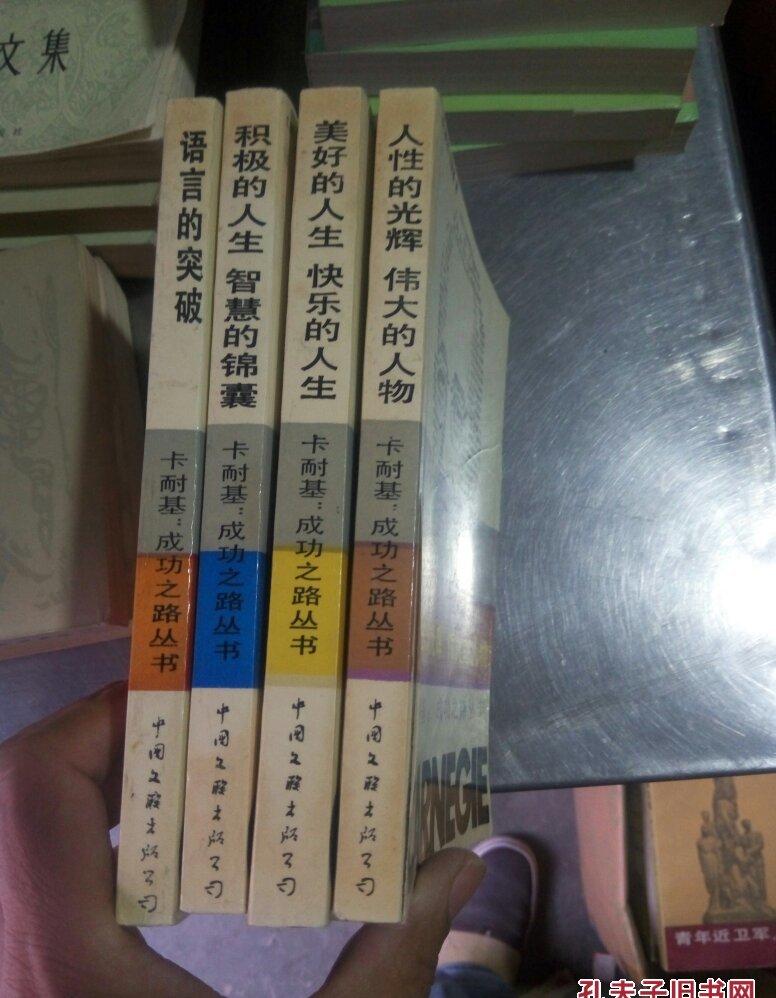 文集
语言的突破
卡耐基：成功之路丛书
中国文联出版公司
积极的人生 智慧的锦囊
卡耐基：成功之路丛书
中国文联出版公司
美好的人生 快乐的人生
卡耐基：成功之路丛书
中国文联出版公司
人性的光辉 伟大的人物
卡耐基：成功之路丛书
中国文联出版公司
RNEGIE
青年近卫军
孔夫子旧书网